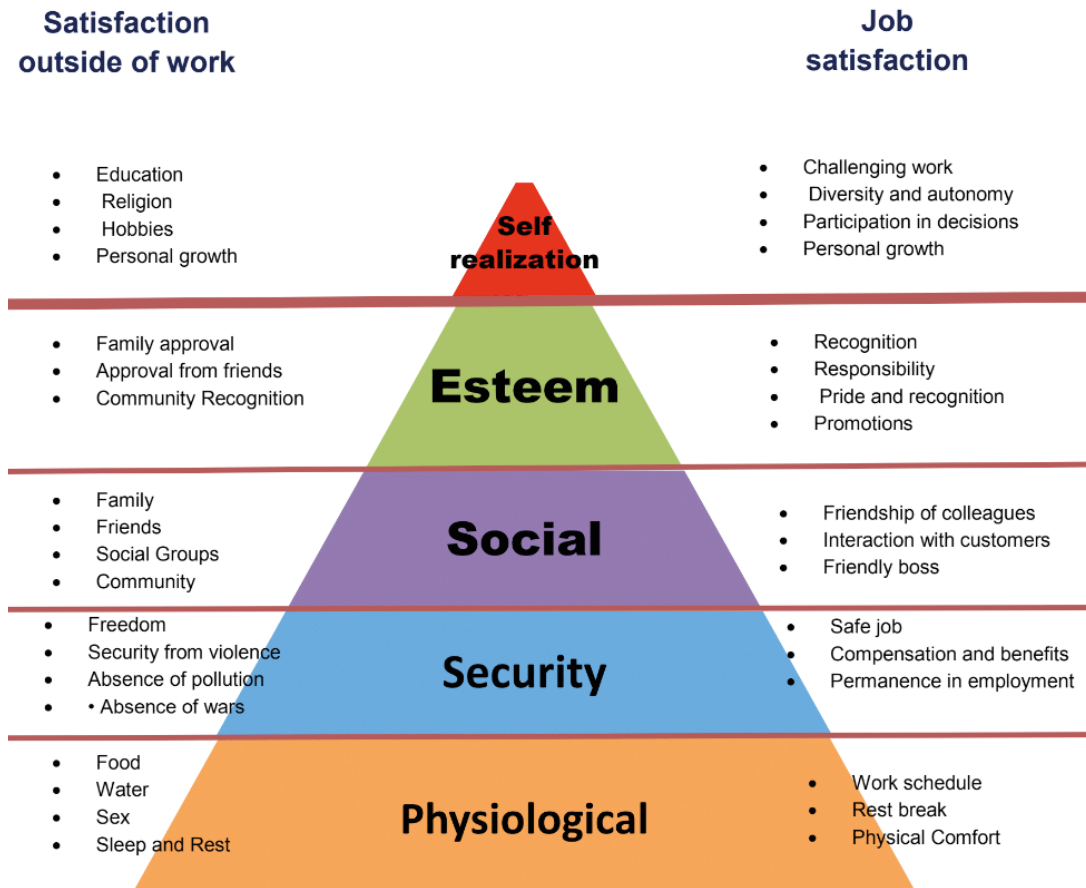 Satisfaction
outside of work
Job
satisfaction
• Education
• Religion
• Hobbies
• Personal growth
Self
realization
• Challenging work
• Diversity and autonomy
• Participation in decisions
• Personal growth
• Family approval
• Approval from friends
• Community Recognition
Esteem
• Recognition
• Responsibility
• Pride and recognition
• Promotions
• Family
• Friends
• Social Groups
• Community
Social
• Friendship of colleagues
• Interaction with customers
• Friendly boss
• Freedom
• Security from violence
• Absence of pollution
• • Absence of wars
Security
• Safe job
• Compensation and benefits
• Permanence in employment
• Food
• Water
• Sex
• Sleep and Rest
Physiological
• Work schedule
• Rest break
• Physical Comfort